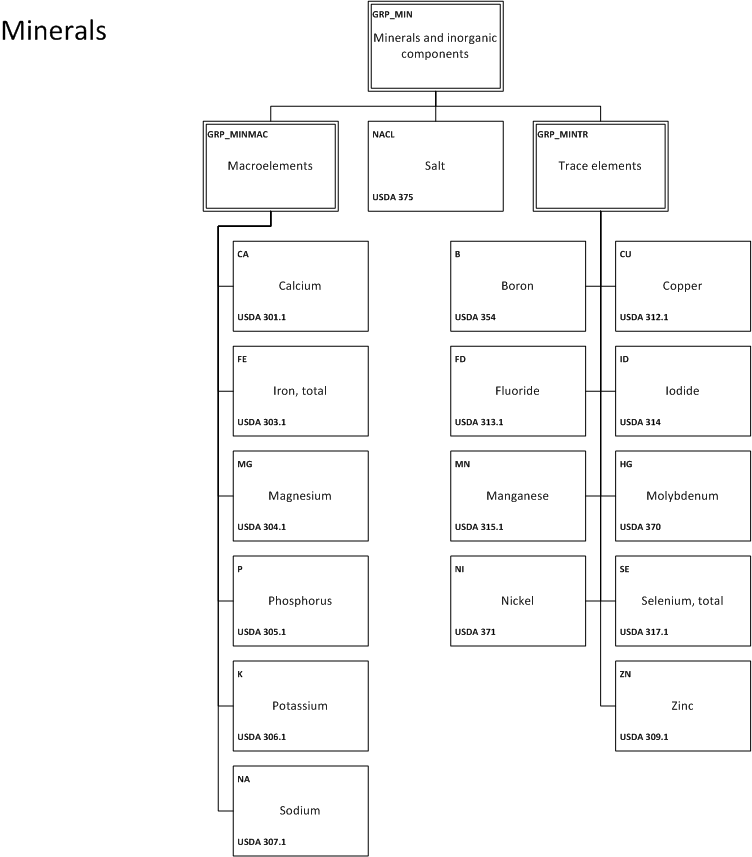 Minerals
GRP_MIN
Minerals and inorganic
components
GRP_MINMAC
Macroelements
NACL
Salt
USDA 375
GRP_MINTR
Trace elements
CA
Calcium
USDA 301.1
B
Boron
USDA 354
CU
Copper
USDA 312.1
FE
Iron, total
USDA 303.1
FD
Fluoride
USDA 313.1
ID
Iodide
USDA 314
MG
Magnesium
USDA 304.1
MN
Manganese
USDA 315.1
HG
Molybdenum
USDA 370
P
Phosphorus
USDA 305.1
NI
Nickel
USDA 371
SE
Selenium, total
USDA 317.1
K
Potassium
USDA 306.1
ZN
Zinc
USDA 309.1
NA
Sodium
USDA 307.1